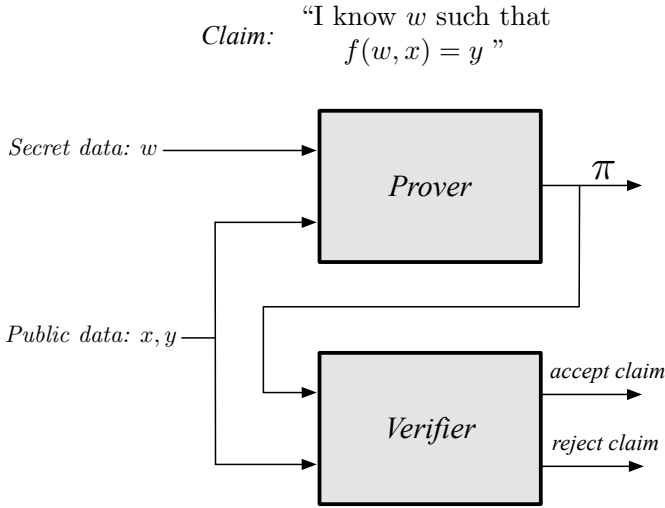 Claim: “I know w such that
f(w, x) = y ”
Secret data: w
Prover
π
Public data: x, y
accept claim
Verifier
reject claim